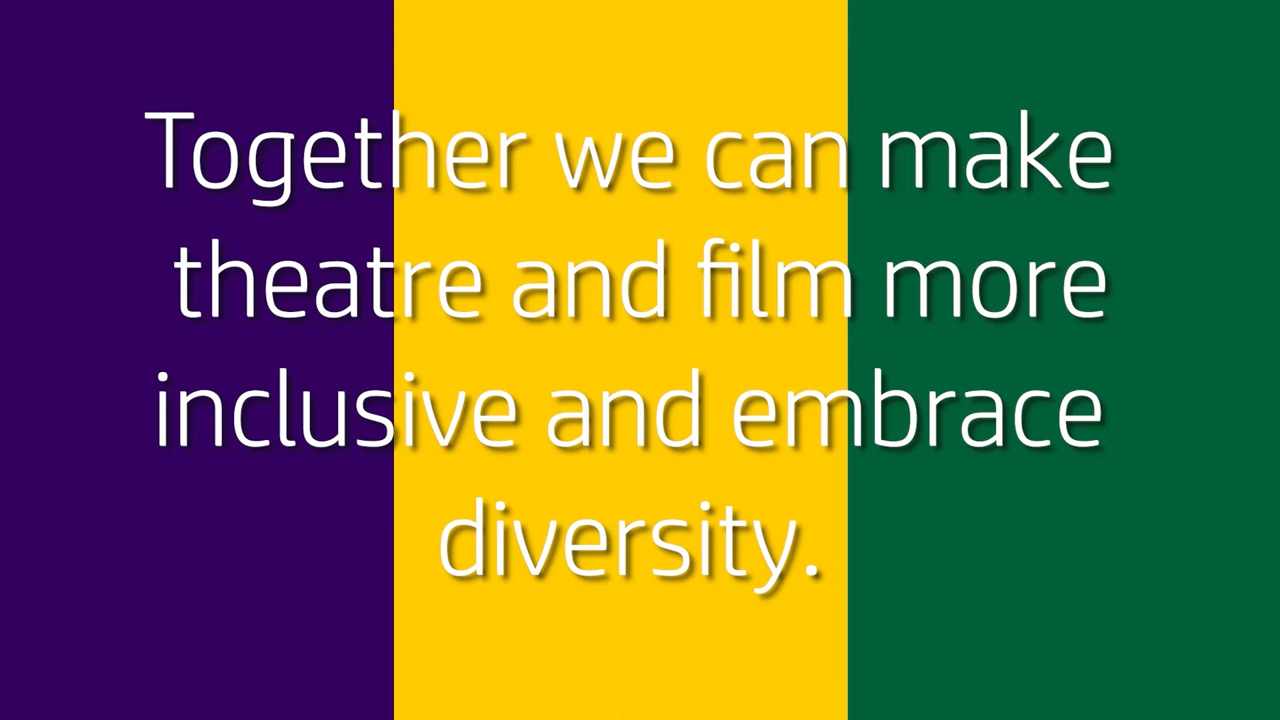 Together we can make
theatre and film more
inclusive and embrace
diversity.